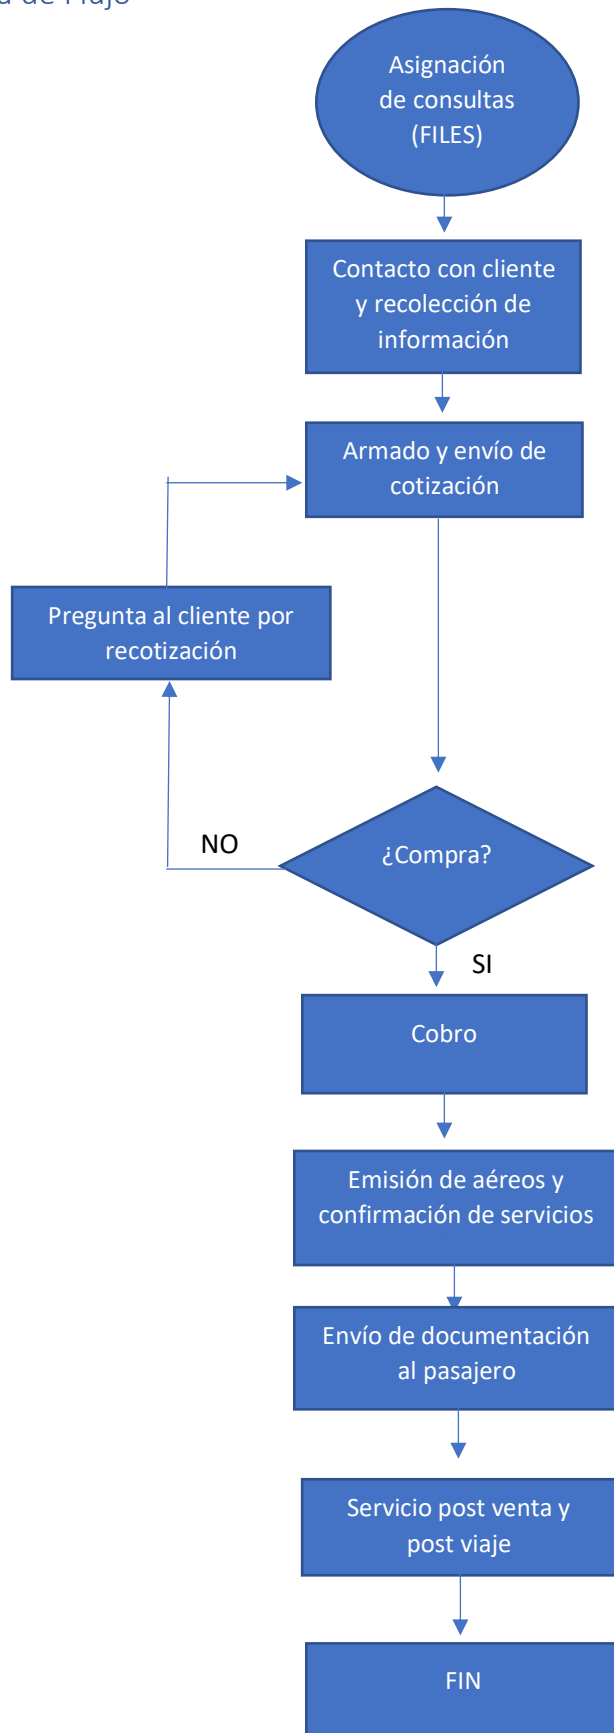 de Flujo
Asignación
de consultas
(FILES)
Contacto con cliente
y recolección de
información
Armado y envío de
cotización
Pregunta al cliente por
recotización
NO
¿Compra?
SI
Cobro
Emisión de aéreos y
confirmación de servicios
Envío de documentación
al pasajero
Servicio post venta y
post viaje
FIN